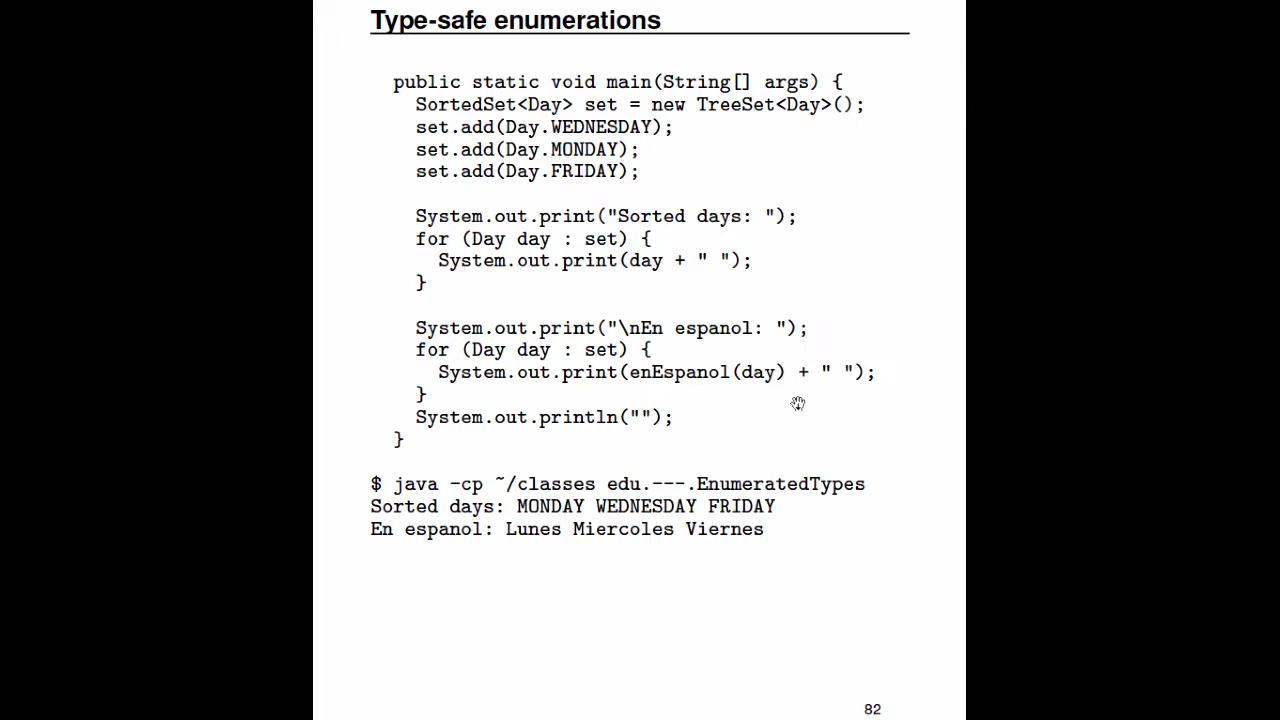 Type-safe enumerations
public static void main(String[] args) {
SortedSet<Day> set = new TreeSet<Day>();
set.add(Day.WEDNESDAY);
set.add(Day.MONDAY);
set.add(Day.FRIDAY);
System.out.print("Sorted days: ");
for (Day day : set) {
System.out.print(day + " ");
}
System.out.print("\nEn espanol: ");
for (Day day : set) {
System.out.print(enEspanol(day) + " ");
}
System.out.println("");
}
$ java -cp ~/classes edu.---.EnumeratedTypes
Sorted days: MONDAY WEDNESDAY FRIDAY
En espanol: Lunes Miercoles Viernes
82